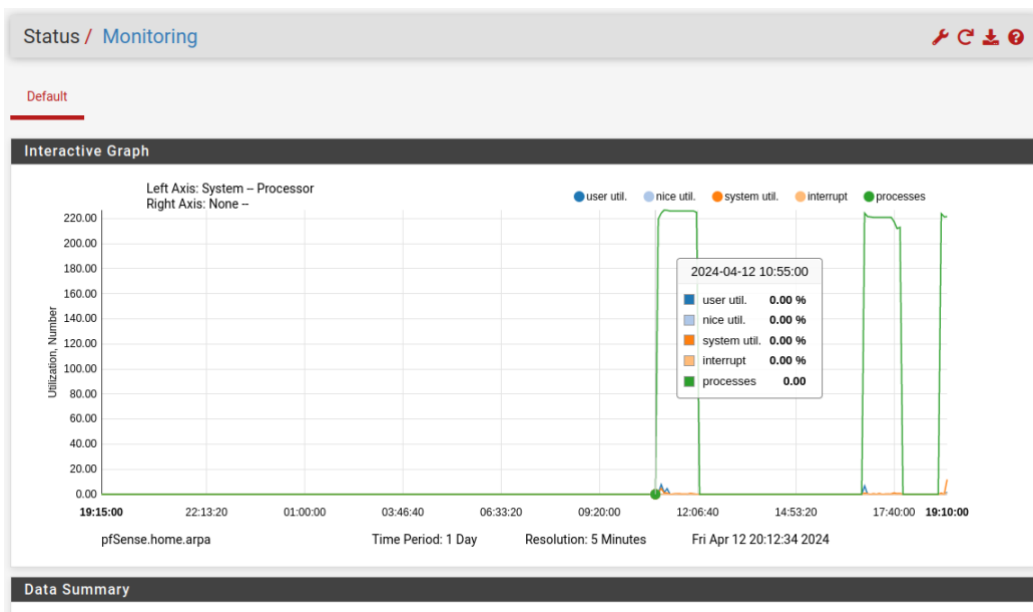 Status / Monitoring
Default
Interactive Graph
Left Axis: System -- Processor
Right Axis: None --
user util. nice util. system util. interrupt processes
Utilization, Number
220.00
200.00
180.00
160.00
140.00
120.00
100.00
80.00
60.00
40.00
20.00
0.00
2024-04-12 10:55:00
user util. 0.00 %
nice util. 0.00 %
system util. 0.00 %
interrupt 0.00 %
processes 0.00
19:15:00 22:13:20 01:00:00 03:46:40 06:33:20 09:20:00 12:06:40 14:53:20 17:40:00 19:10:00
pfSense.home.arpa Time Period: 1 Day Resolution: 5 Minutes Fri Apr 12 20:12:34 2024
Data Summary